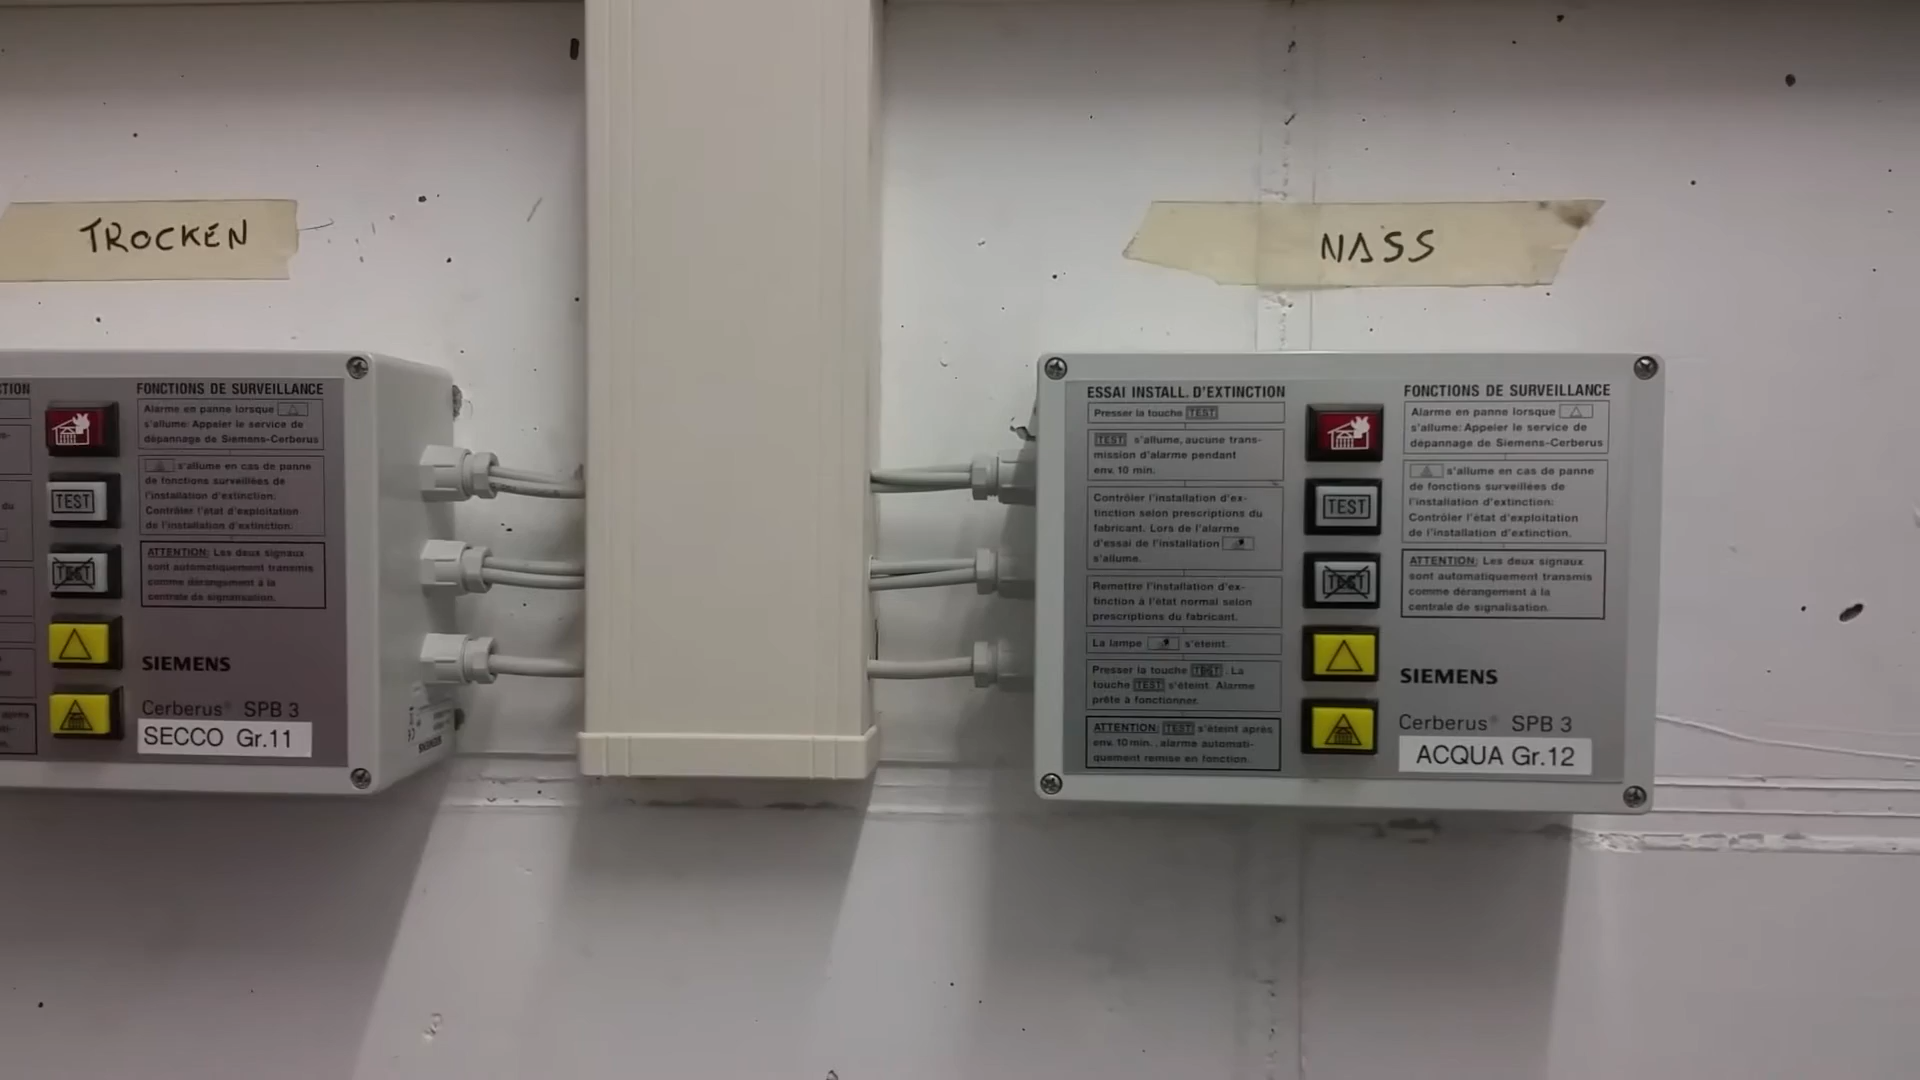 TROCKEN
NASS
CTION
FONCTIONS DE SURVEILLANCE
Alarme en panne lorsque
s'allume: Appeler le service de
dépannage de Siemens-Cerberus
s'allume en cas de panne
de fonctions surveillées de
l'installation d'extinction:
Contrôler l'état d'exploitation
de l'installation d'extinction.
ATTENTION: Les deux signaux
sont automatiquement transmis
comme dérangement à la
centrale de signalisation.
du
TEST
TEST
SIEMENS
Cerberus® SPB 3
SECCO Gr.11
SIEMENS
ESSAI INSTALL. D'EXTINCTION
Presser la touche TEST
TEST s'allume, aucune trans-
mission d'alarme pendant
env. 10 min.
Contrôler l'installation d'ex-
tinction selon prescriptions du
fabricant. Lors de l'alarme
d'essai de l'installation
s'allume.
Remettre l'installation d'ex-
tinction à l'état normal selon
prescriptions du fabricant.
La lampe s'éteint.
Presser la touche TEST. La
touche TEST s'éteint. Alarme
prête à fonctionner.
ATTENTION: TEST s'éteint après
env. 10 min., alarme automati-
quement remise en fonction.
TEST
TEST
FONCTIONS DE SURVEILLANCE
Alarme en panne lorsque
s'allume: Appeler le service de
dépannage de Siemens-Cerberus
s'allume en cas de panne
de fonctions surveillées de
l'installation d'extinction:
Contrôler l'état d'exploitation
de l'installation d'extinction.
ATTENTION: Les deux signaux
sont automatiquement transmis
comme dérangement à la
centrale de signalisation.
SIEMENS
Cerberus® SPB 3
ACQUA Gr.12